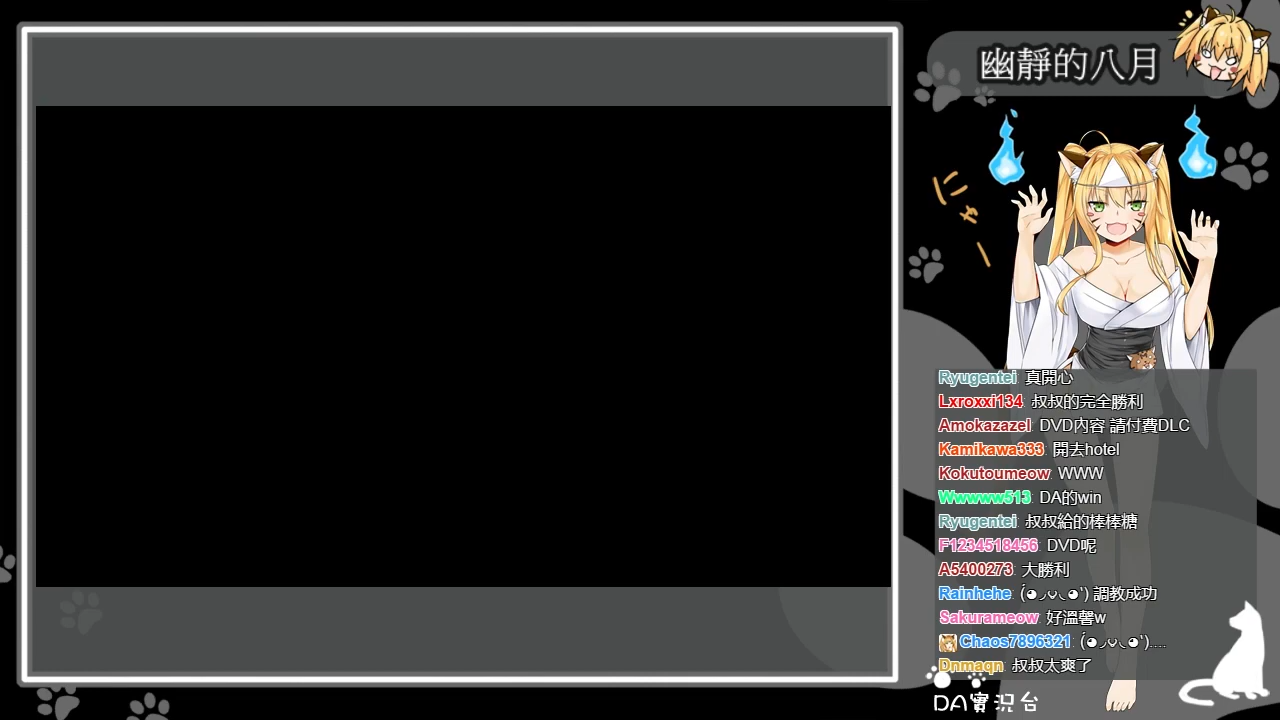 幽靜的八月
にゃー
Ryugentei: 真開心
Lxroxxi134: 叔叔的完全勝利
Amokazazel: DVD內容 請付費DLC
Kamikawa333: 開去hotel
Kokutoumeow: WWW
Wwwww513: DA的win
Ryugentei: 叔叔給的棒棒糖
F1234518456: DVD呢
A5400273: 大勝利
Rainhehe: (́◕◞౪◟◕‵) 調教成功
Sakurameow: 好溫馨w
Chaos7896321: (́◕◞౪◟◕‵)....
Dnmaqn: 叔叔太爽了
DA實況台